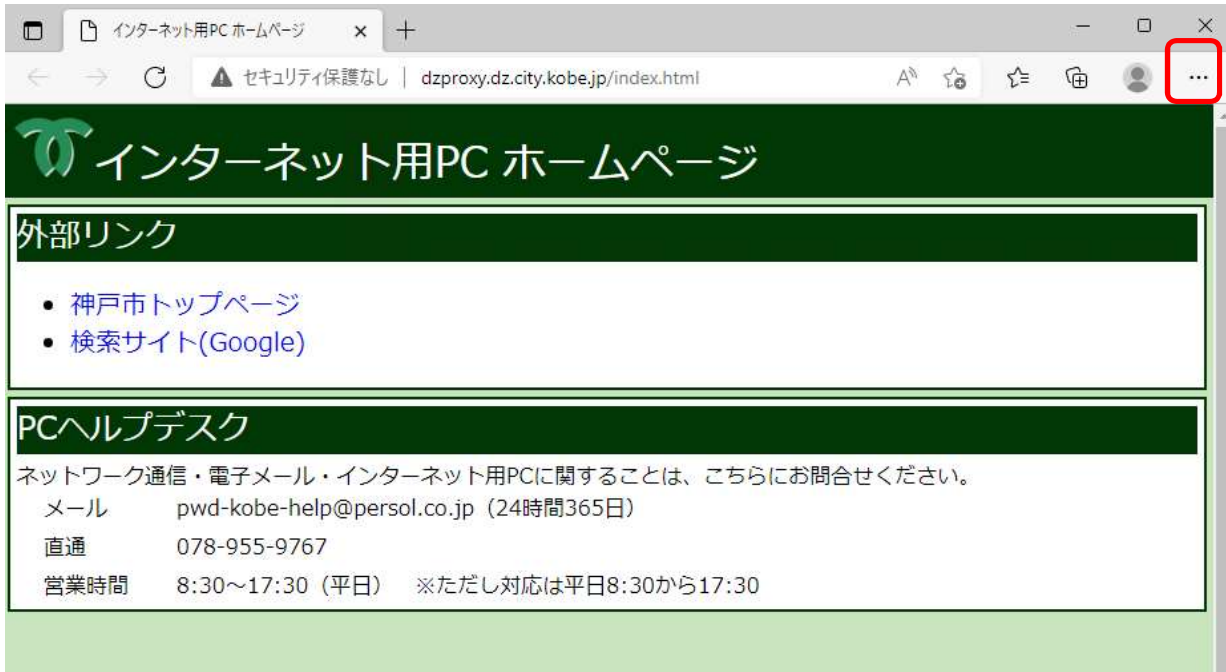 インターネット用PC ホームページ
セキュリティ保護なし | dzproxy.dz.city.kobe.jp/index.html
インターネット用PC ホームページ
外部リンク
• 神戸市トップページ
• 検索サイト(Google)
PCヘルプデスク
ネットワーク通信・電子メール・インターネット用PCに関することは、こちらにお問合せください。
メール pwd-kobe-help@persol.co.jp（24時間365日）
直通 078-955-9767
営業時間 8:30～17:30（平日） ※ただし対応は平日8:30から17:30